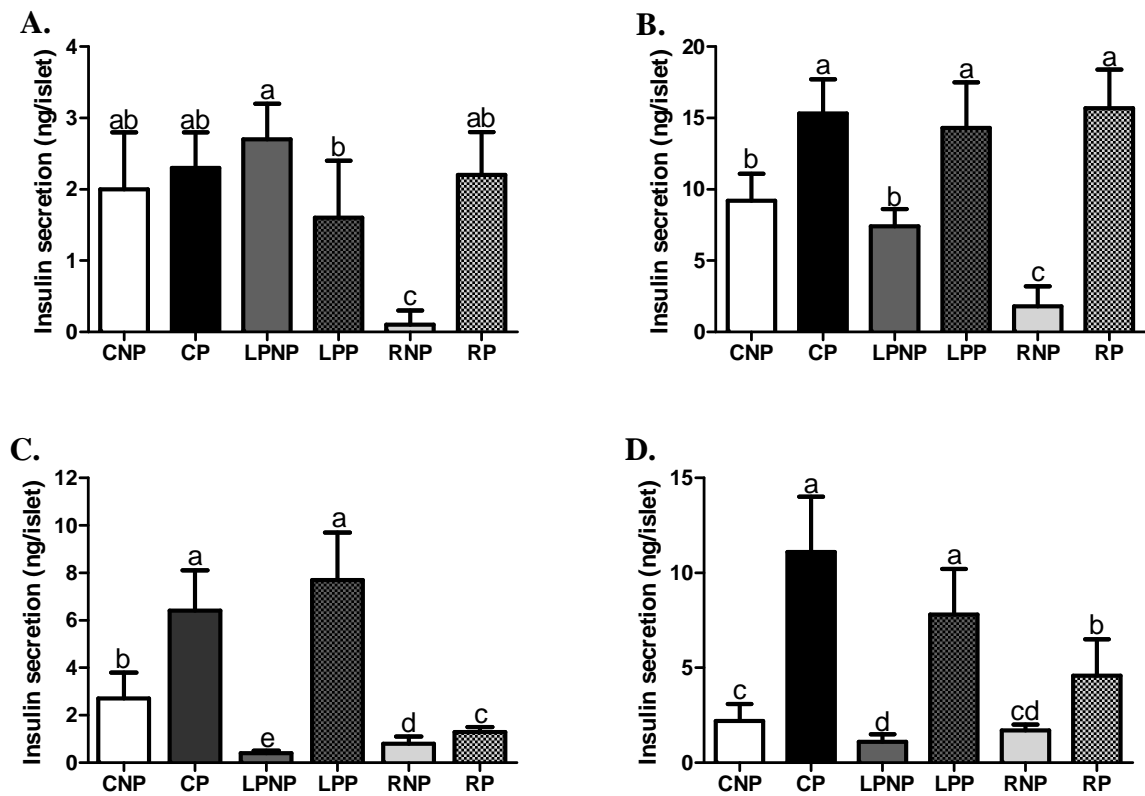 A.
Insulin secretion (ng/islet)
4
3
2
1
0
ab
ab
a
b
c
ab
CNP CP LPNP LPP RNP RP
B.
Insulin secretion (ng/islet)
20
15
10
5
0
b
a
b
a
c
a
CNP CP LPNP LPP RNP RP
C.
Insulin secretion (ng/islet)
12
10
8
6
4
2
0
b
a
e
a
d
c
CNP CP LPNP LPP RNP RP
D.
Insulin secretion (ng/islet)
15
10
5
0
c
a
d
a
cd
b
CNP CP LPNP LPP RNP RP